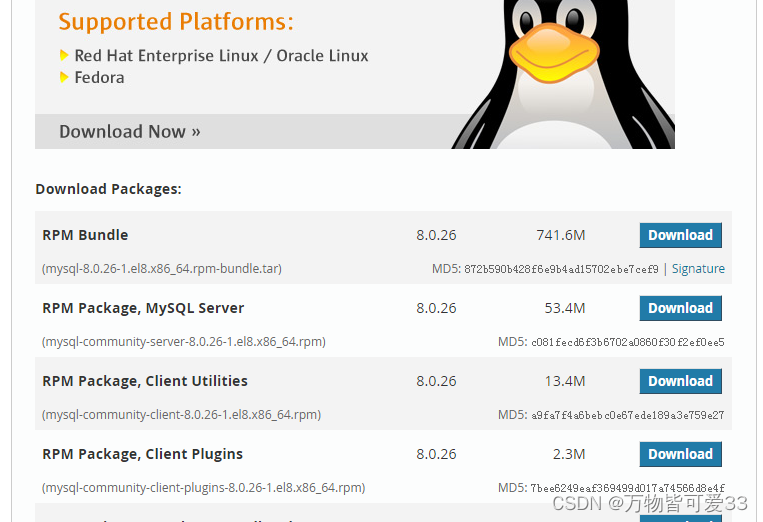 Supported Platforms:
Red Hat Enterprise Linux / Oracle Linux
Fedora
Download Now »
Download Packages:
RPM Bundle 8.0.26 741.6M Download
(mysql-8.0.26-1.el8.x86_64.rpm-bundle.tar) MD5: 872b590b428f6e9b4ad15702ebe7cef9 | Signature
RPM Package, MySQL Server 8.0.26 53.4M Download
(mysql-community-server-8.0.26-1.el8.x86_64.rpm) MD5: c081fecd6f3b6702a0860f30f2ef0ee5
RPM Package, Client Utilities 8.0.26 13.4M Download
(mysql-community-client-8.0.26-1.el8.x86_64.rpm) MD5: a9fa7f4a6bebc0e67ede189a3e759e27
RPM Package, Client Plugins 8.0.26 2.3M Download
(mysql-community-client-plugins-8.0.26-1.el8.x86_64.rpm) MD5: 7bee6249eaf369499d017a74566d8e4f
CSDN @万物皆可爱33